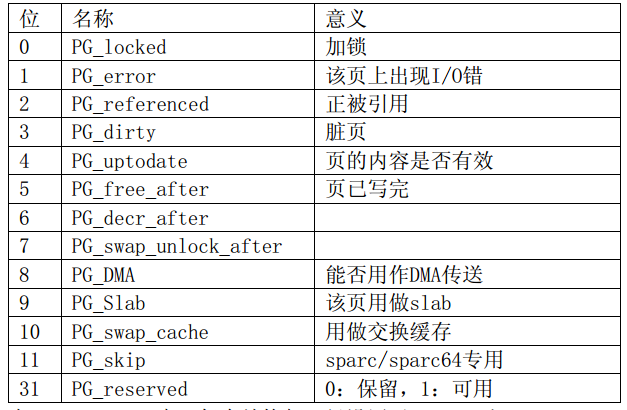 位 名称 意义
0 PG_locked 加锁
1 PG_error 该页上出现I/O错
2 PG_referenced 正被引用
3 PG_dirty 脏页
4 PG_uptodate 页的内容是否有效
5 PG_free_after 页已写完
6 PG_decr_after
7 PG_swap_unlock_after
8 PG_DMA 能否用作DMA传送
9 PG_Slab 该页用做slab
10 PG_swap_cache 用做交换缓存
11 PG_skip sparc/sparc64专用
31 PG_reserved 0：保留，1：可用